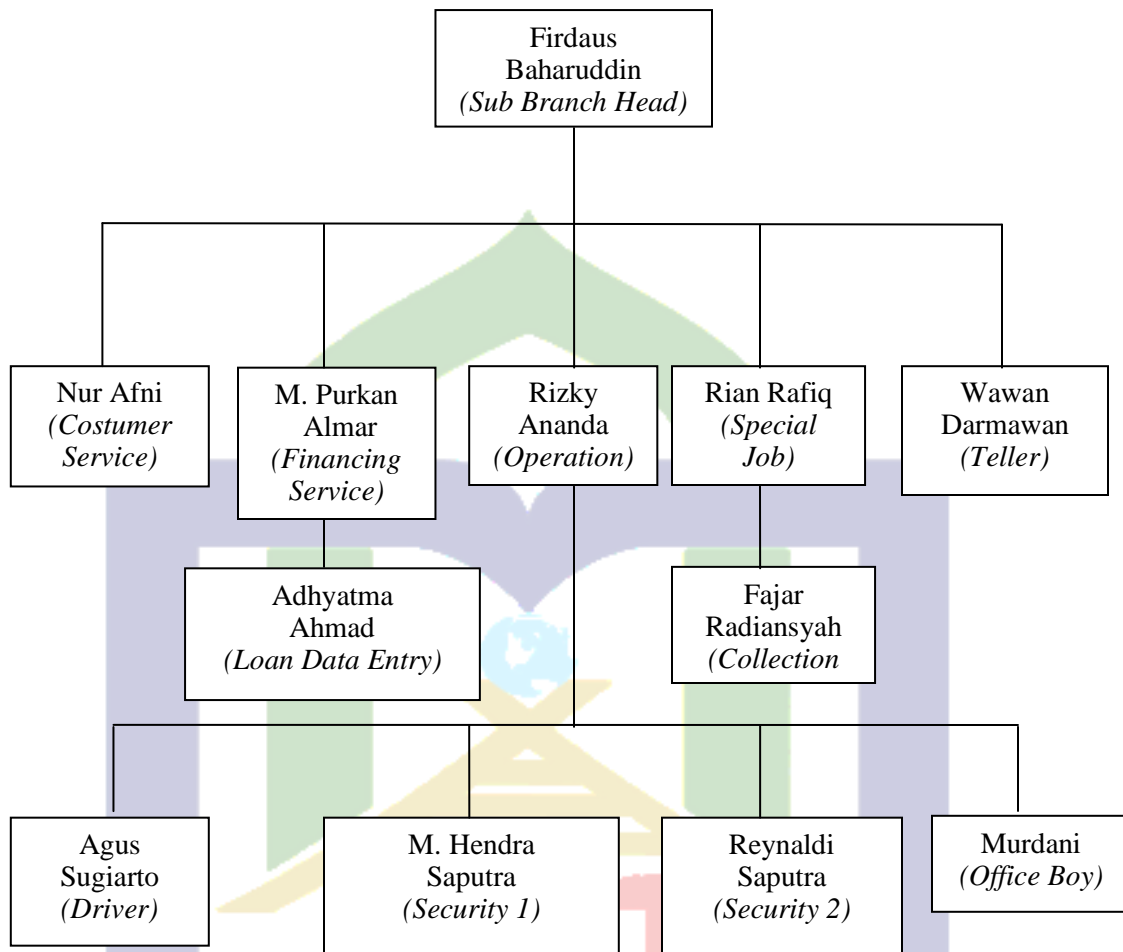 Firdaus
Baharuddin
(Sub Branch Head)
Nur Afni
(Costumer
Service)
M. Purkan
Almar
(Financing
Service)
Rizky
Ananda
(Operation)
Rian Rafiq
(Special
Job)
Wawan
Darmawan
(Teller)
Adhyatma
Ahmad
(Loan Data Entry)
Fajar
Radiansyah
(Collection
Agus
Sugiarto
(Driver)
M. Hendra
Saputra
(Security 1)
Reynaldi
Saputra
(Security 2)
Murdani
(Office Boy)